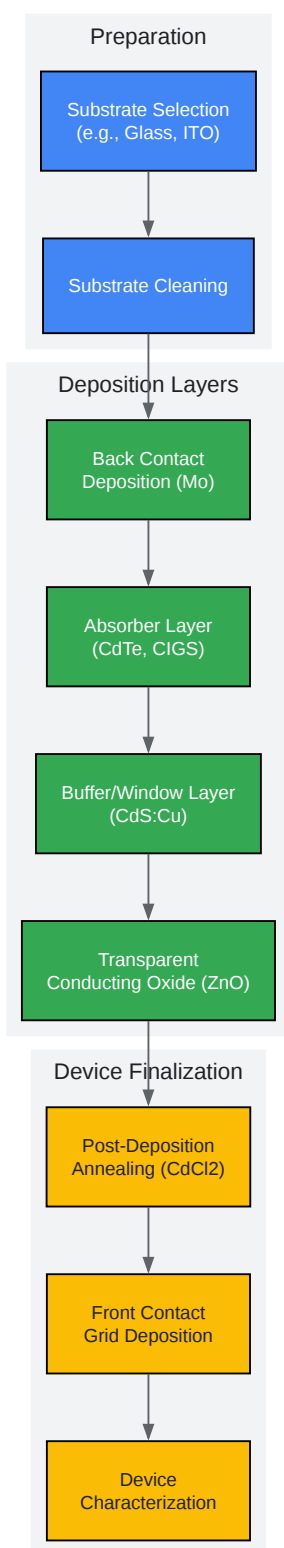 Preparation
Substrate Selection
(e.g., Glass, ITO)
Substrate Cleaning
Deposition Layers
Back Contact
Deposition (Mo)
Absorber Layer
(CdTe, CIGS)
Buffer/Window Layer
(CdS:Cu)
Transparent
Conducting Oxide (ZnO)
Device Finalization
Post-Deposition
Annealing (CdCl2)
Front Contact
Grid Deposition
Device
Characterization